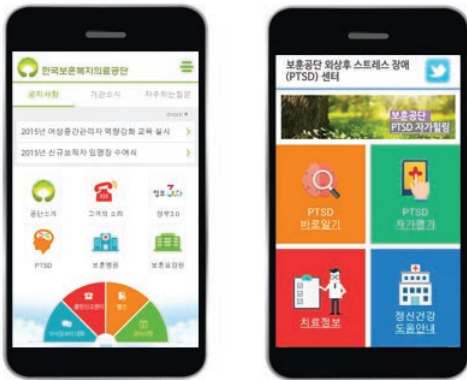 한국보훈복지의료공단
공지사항 기관소식 자주하는질문
more
2015년 여성중간관리자 역량강화 교육 실시
2015년 신규보직자 임명장 수여식
공단소개 고객의 소리 정부3.0
PTSD 보훈병원 보훈요양원
보훈공단 외상후 스트레스 장애
(PTSD) 센터
보훈공단
PTSD 자가힐링
PTSD
바로알기
PTSD
자가평가
치료정보
정신건강
도움안내